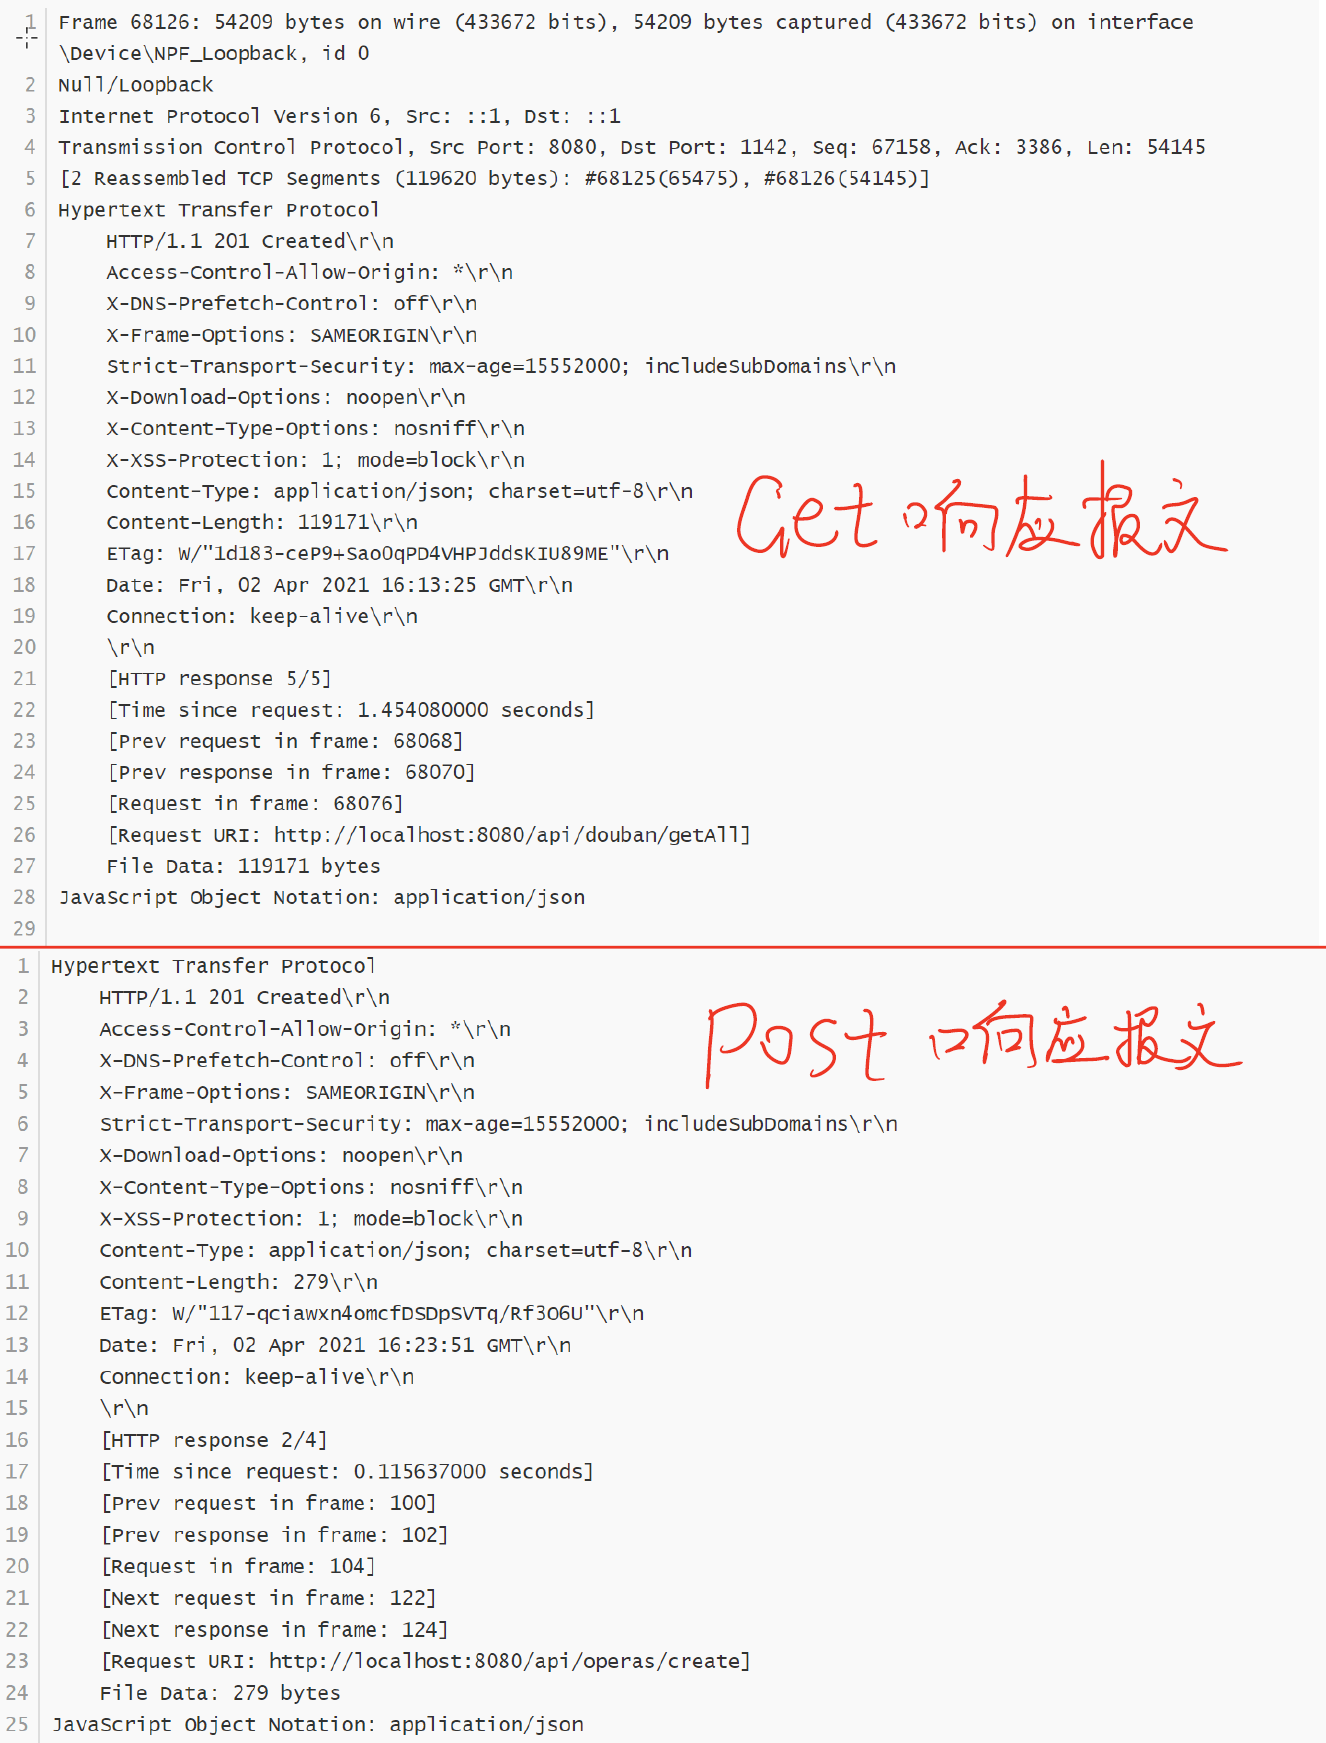 1 Frame 68126: 54209 bytes on wire (433672 bits), 54209 bytes captured (433672 bits) on interface
\Device\NPF_Loopback, id 0
2 Null/Loopback
3 Internet Protocol Version 6, Src: ::1, Dst: ::1
4 Transmission Control Protocol, Src Port: 8080, Dst Port: 1142, Seq: 67158, Ack: 3386, Len: 54145
5 [2 Reassembled TCP Segments (119620 bytes): #68125(65475), #68126(54145)]
6 Hypertext Transfer Protocol
7 HTTP/1.1 201 Created\r\n
8 Access-Control-Allow-Origin: *\r\n
9 X-DNS-Prefetch-Control: off\r\n
10 X-Frame-Options: SAMEORIGIN\r\n
11 Strict-Transport-Security: max-age=15552000; includeSubDomains\r\n
12 X-Download-Options: noopen\r\n
13 X-Content-Type-Options: nosniff\r\n
14 X-XSS-Protection: 1; mode=block\r\n
15 Content-Type: application/json; charset=utf-8\r\n
Get 响应报文
16 Content-Length: 119171\r\n
17 ETag: W/"1d183-ceP9+SaoOqPD4VHPJddsKIU89ME"\r\n
18 Date: Fri, 02 Apr 2021 16:13:25 GMT\r\n
19 Connection: keep-alive\r\n
20 \r\n
21 [HTTP response 5/5]
22 [Time since request: 1.454080000 seconds]
23 [Prev request in frame: 68068]
24 [Prev response in frame: 68070]
25 [Request in frame: 68076]
26 [Request URI: http://localhost:8080/api/douban/getAll]
27 File Data: 119171 bytes
28 JavaScript Object Notation: application/json
29
1 Hypertext Transfer Protocol
2 HTTP/1.1 201 Created\r\n
3 Access-Control-Allow-Origin: *\r\n
Post 响应报文
4 X-DNS-Prefetch-Control: off\r\n
5 X-Frame-Options: SAMEORIGIN\r\n
6 Strict-Transport-Security: max-age=15552000; includeSubDomains\r\n
7 X-Download-Options: noopen\r\n
8 X-Content-Type-Options: nosniff\r\n
9 X-XSS-Protection: 1; mode=block\r\n
10 Content-Type: application/json; charset=utf-8\r\n
11 Content-Length: 279\r\n
12 ETag: W/"117-qciawxn4omcfDSDpSVTq/Rf3O6U"\r\n
13 Date: Fri, 02 Apr 2021 16:23:51 GMT\r\n
14 Connection: keep-alive\r\n
15 \r\n
16 [HTTP response 2/4]
17 [Time since request: 0.115637000 seconds]
18 [Prev request in frame: 100]
19 [Prev response in frame: 102]
20 [Request in frame: 104]
21 [Next request in frame: 122]
22 [Next response in frame: 124]
23 [Request URI: http://localhost:8080/api/operas/create]
24 File Data: 279 bytes
25 JavaScript Object Notation: application/json